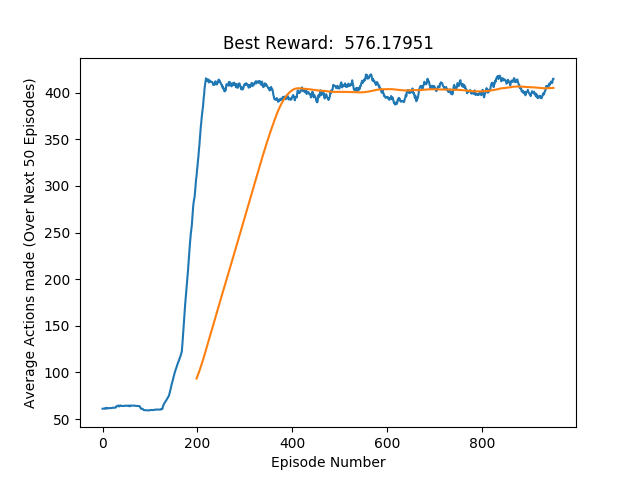 Best Reward:  576.17951
Average Actions made (Over Next 50 Episodes)
400
350
300
250
200
150
100
50
0 200 400 600 800
Episode Number